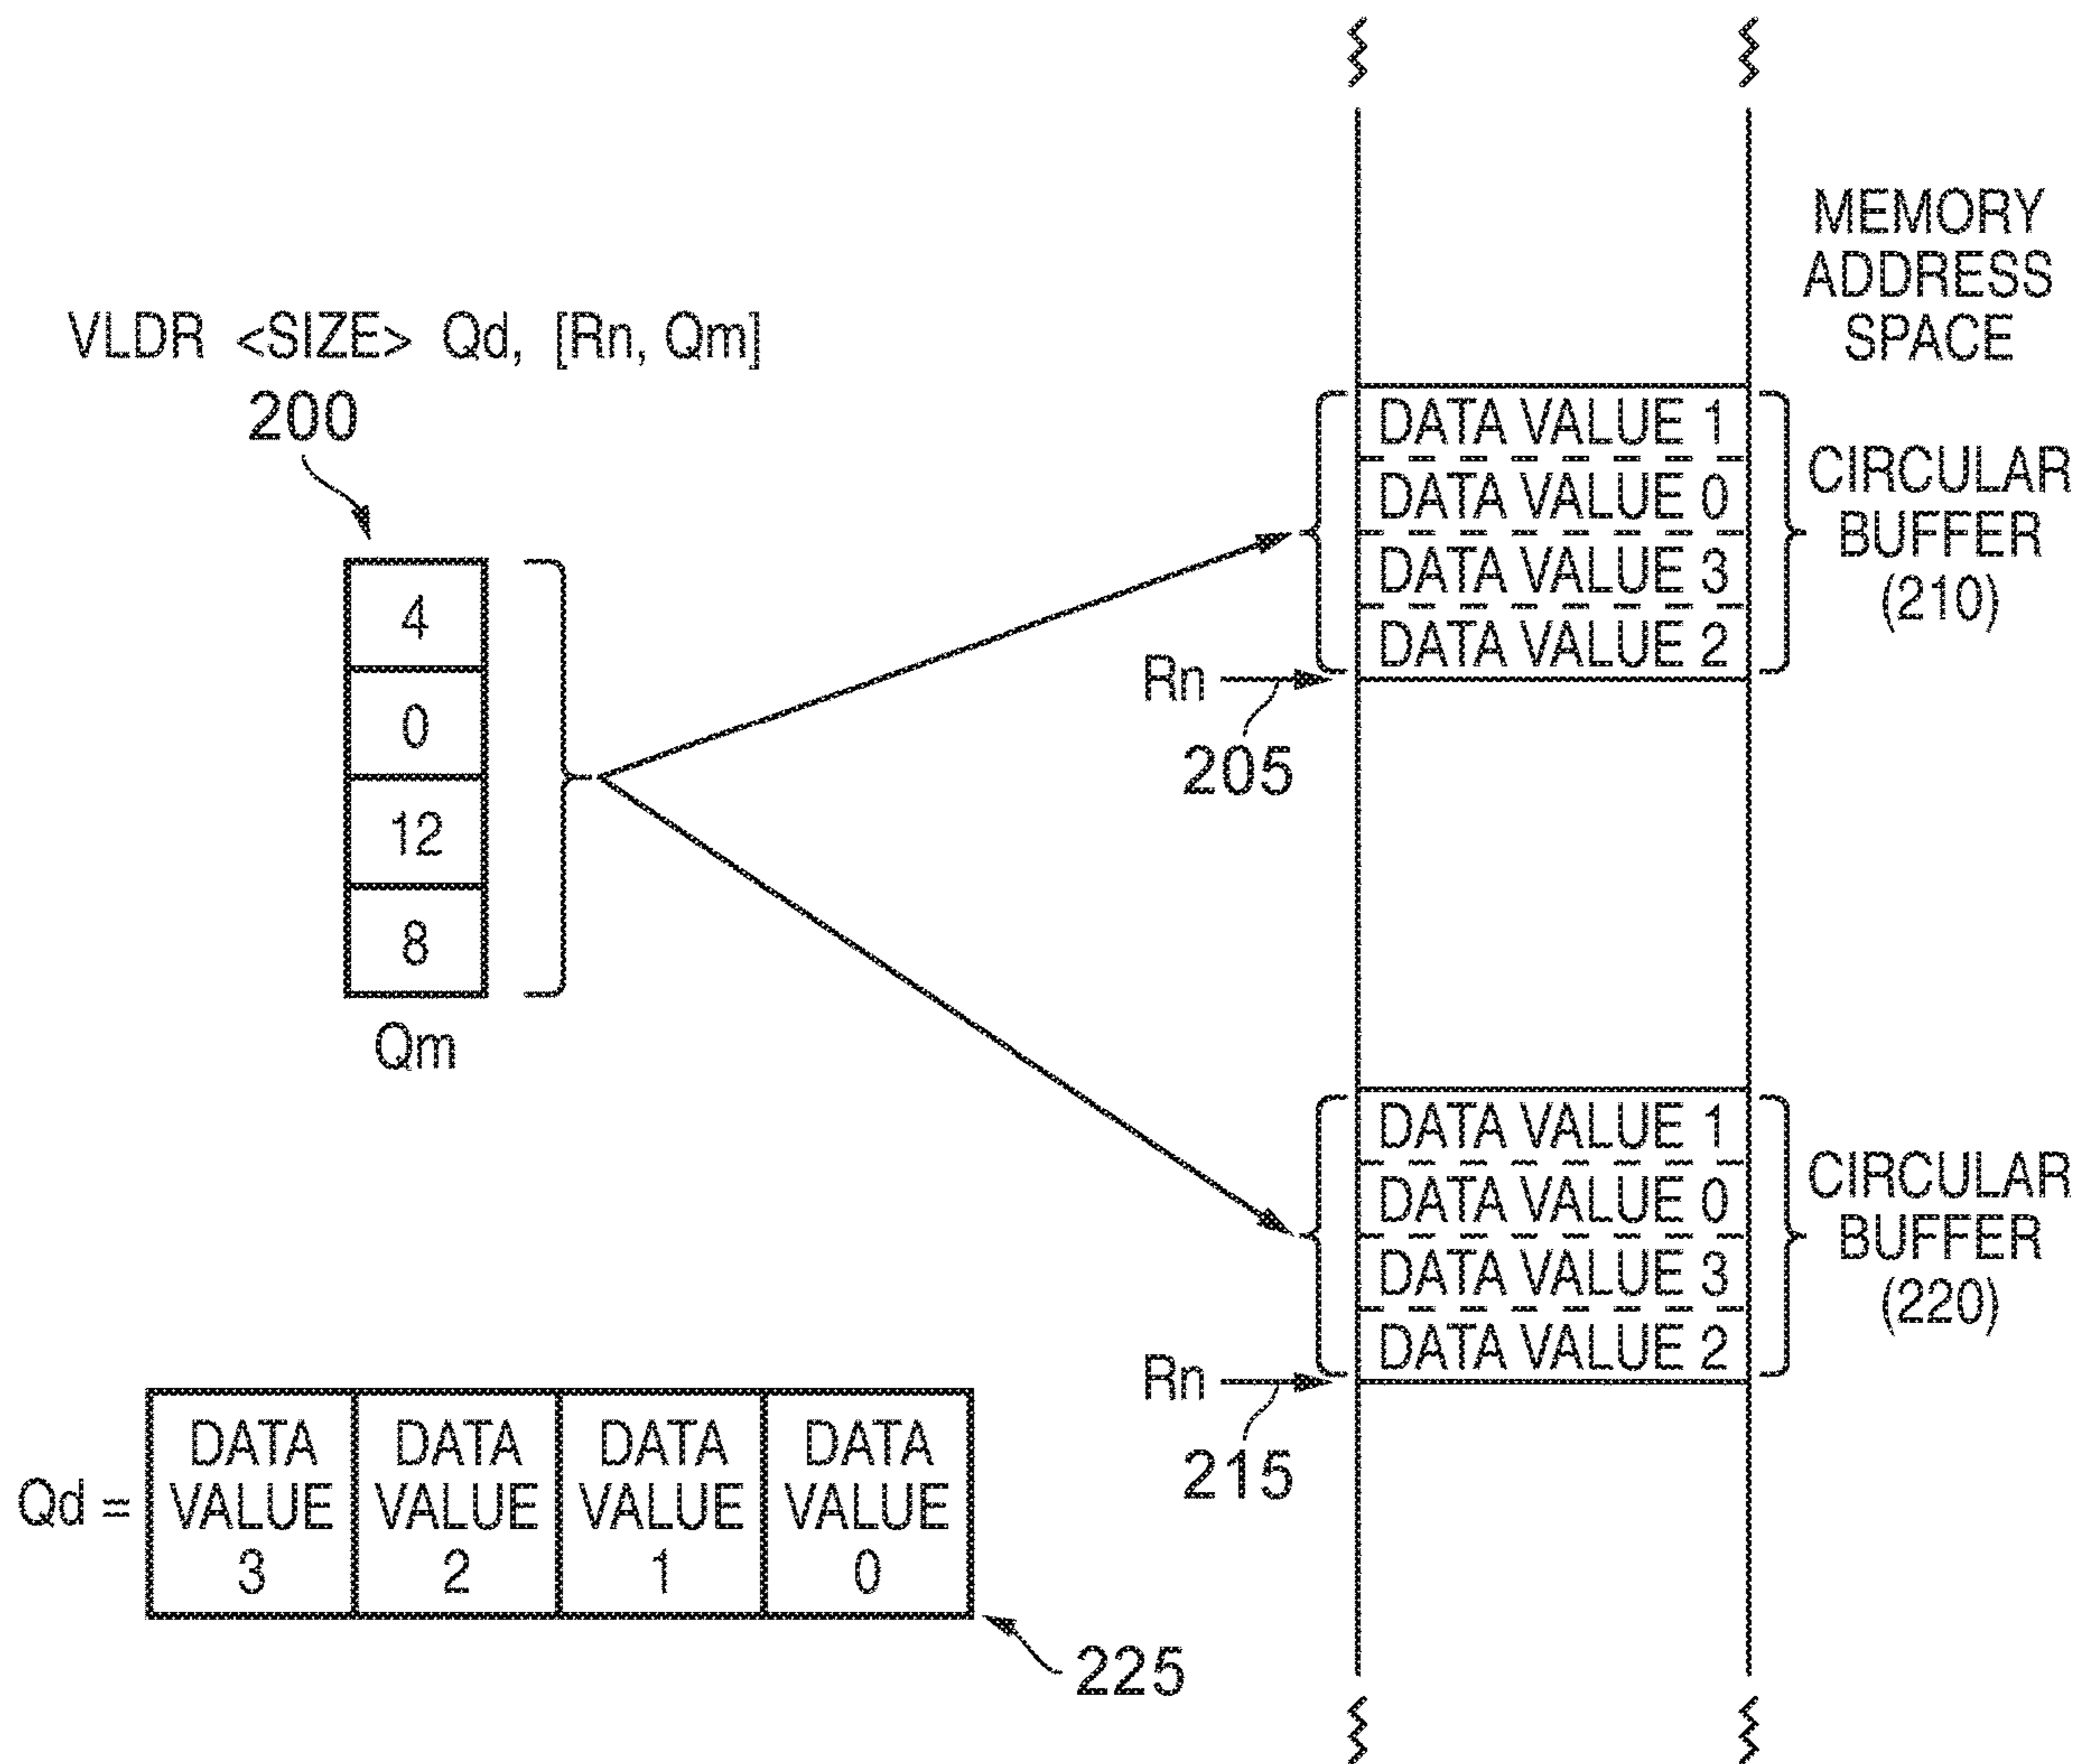 VLDR <SIZE> Qd, [Rn, Qm]
200
4
0
12
8
Qm
MEMORY
ADDRESS
SPACE
DATA VALUE 1
DATA VALUE 0
DATA VALUE 3
DATA VALUE 2
CIRCULAR
BUFFER
(210)
Rn
205
DATA VALUE 1
DATA VALUE 0
DATA VALUE 3
DATA VALUE 2
CIRCULAR
BUFFER
(220)
Rn
215
Qd =
DATA
VALUE
3
DATA
VALUE
2
DATA
VALUE
1
DATA
VALUE
0
225